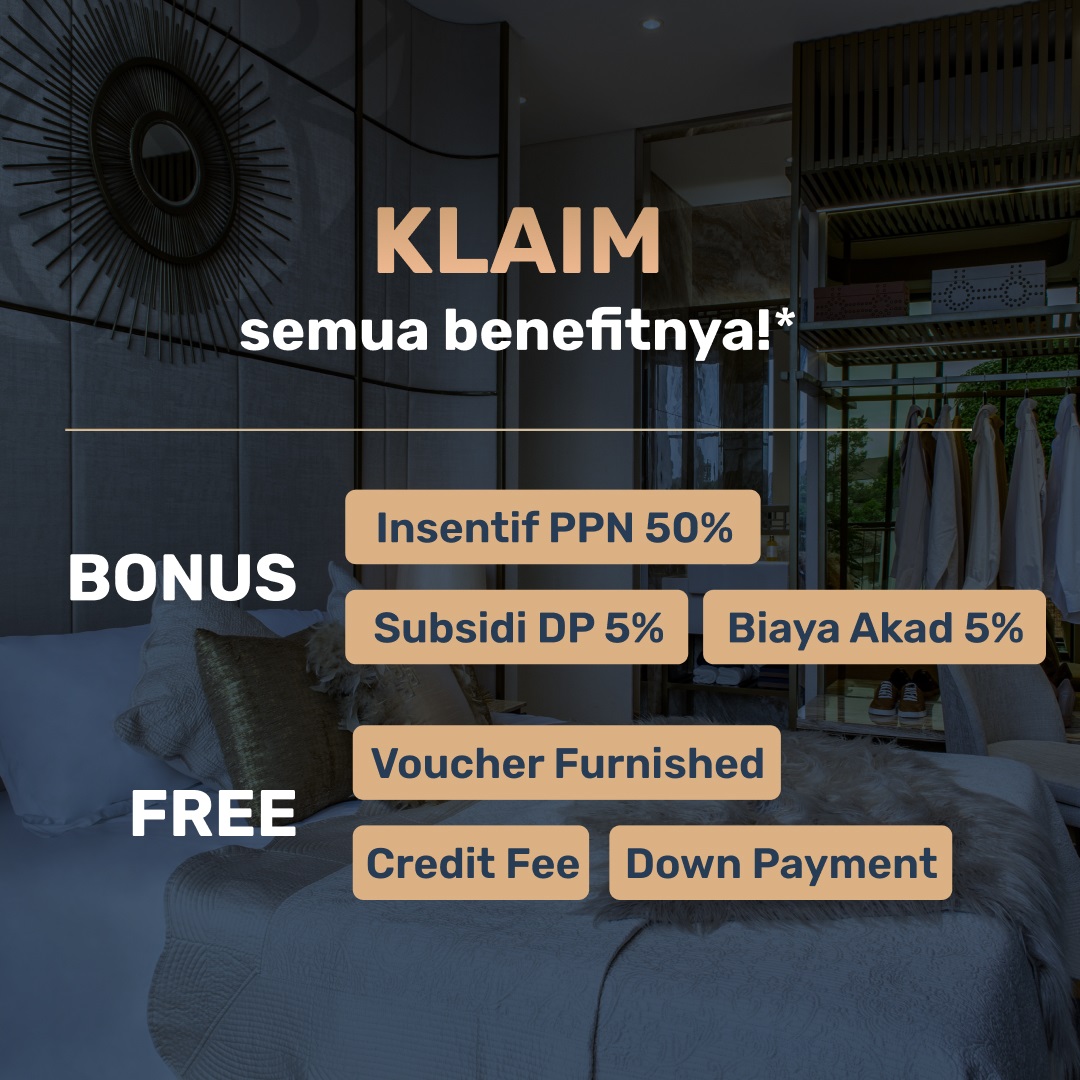 KLAIM
semua benefitnya!*
BONUS
Insentif PPN 50%
Subsidi DP 5%
Biaya Akad 5%
FREE
Voucher Furnished
Credit Fee
Down Payment